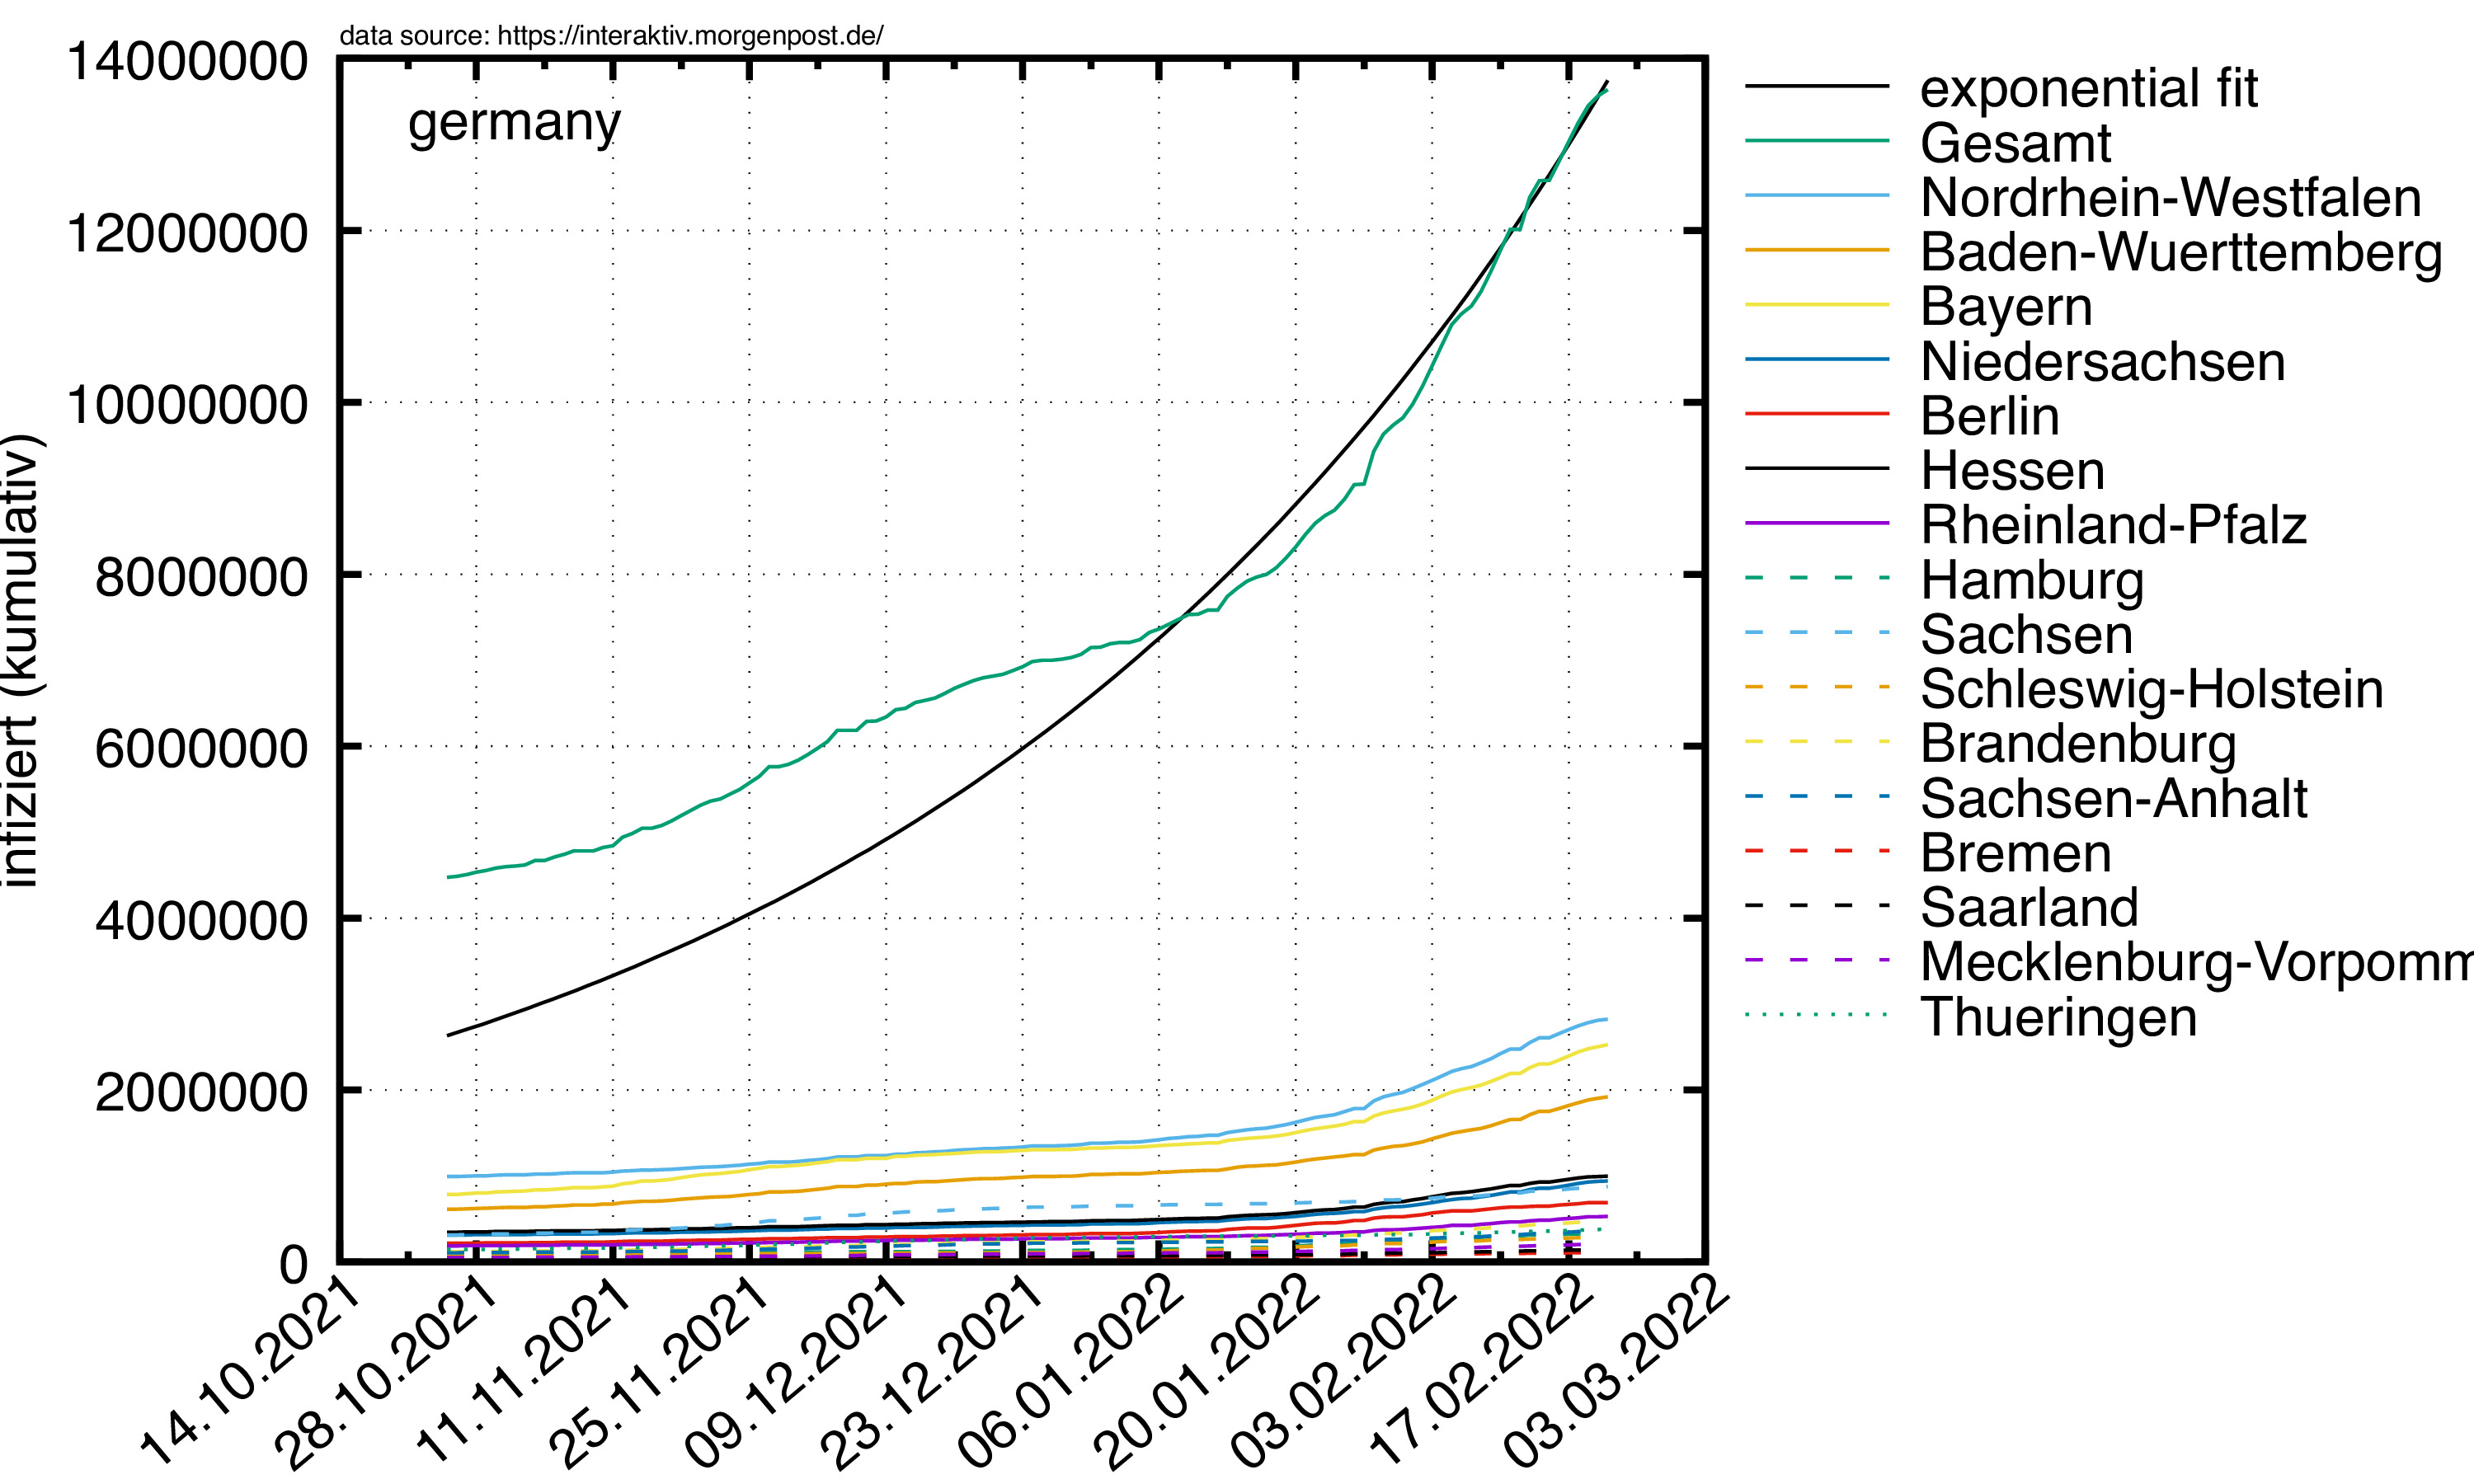 data source: https://interaktiv.morgenpost.de/
germany
infiziert (kumulativ)
14000000
12000000
10000000
8000000
6000000
4000000
2000000
0
14.10.2021
28.10.2021
11.11.2021
25.11.2021
09.12.2021
23.12.2021
06.01.2022
20.01.2022
03.02.2022
17.02.2022
03.03.2022
exponential fit
Gesamt
Nordrhein-Westfalen
Baden-Wuerttemberg
Bayern
Niedersachsen
Berlin
Hessen
Rheinland-Pfalz
Hamburg
Sachsen
Schleswig-Holstein
Brandenburg
Sachsen-Anhalt
Bremen
Saarland
Mecklenburg-Vorpomm
Thueringen